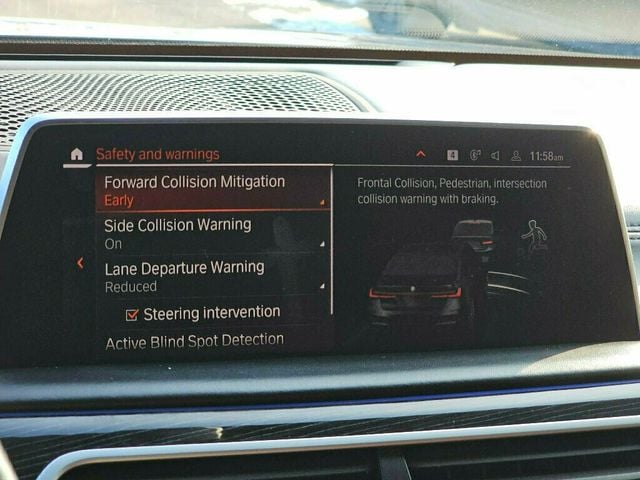 Safety and warnings
4
11:58am
Forward Collision Mitigation
Early
Side Collision Warning
On
Lane Departure Warning
Reduced
Steering intervention
Active Blind Spot Detection
Frontal Collision, Pedestrian, intersection
collision warning with braking.